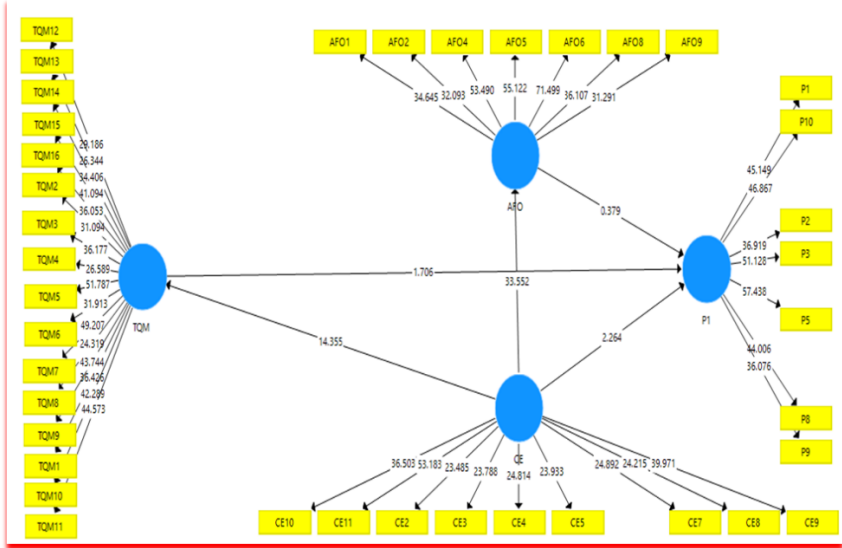 TQM12
TQM13
TQM14
TQM15
TQM16
TQM2
TQM3
TQM4
TQM5
TQM6
TQM7
TQM8
TQM9
TQM1
TQM10
TQM11
29.186
25.344
34.406
41.094
36.053
31.094
36.177
26.589
51.787
31.913
49.207
24.319
43.744
36.426
42.289
44.573
TQM
AFO1
AFO2
AFO4
AFO5
AFO6
AFO8
AFO9
34.645
32.093
53.490
55.122
71.499
36.107
31.291
AFO
0.379
1.706
33.552
14.355
2.264
P1
P10
P2
P3
P5
P8
P9
45.149
46.867
36.919
51.128
57.438
44.006
36.076
P1
CE
36.503
53.183
23.485
23.788
24.814
23.933
24.892
24.215
39.971
CE10
CE11
CE2
CE3
CE4
CE5
CE7
CE8
CE9